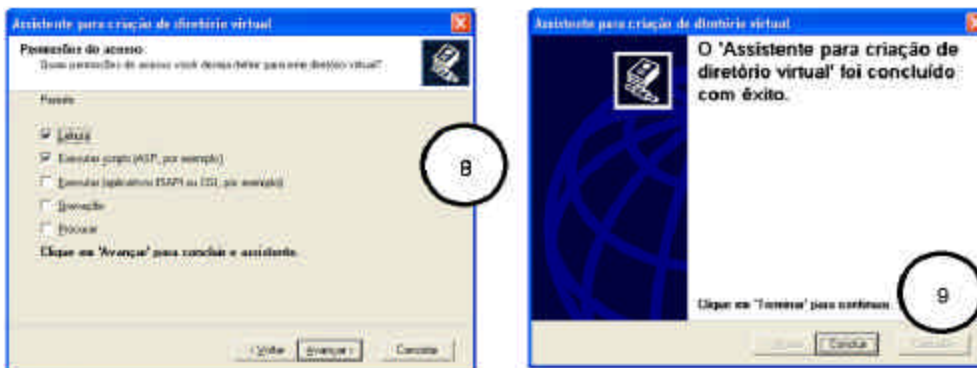 Assistente para criação de diretório virtual
Permissões de acesso
Quais permissões de acesso você deseja definir para este diretório virtual?
Permitir
Leitura
Executar scripts (ASP, por exemplo)
Executar (aplicativos ISAPI ou CGI, por exemplo)
Gravação
Procurar
Clique em 'Avançar' para concluir o assistente.
< Voltar
Avançar >
Cancelar
8
Assistente para criação de diretório virtual
O 'Assistente para criação de
diretório virtual' foi concluído
com êxito.
Clique em 'Terminar' para continuar.
Concluir
9